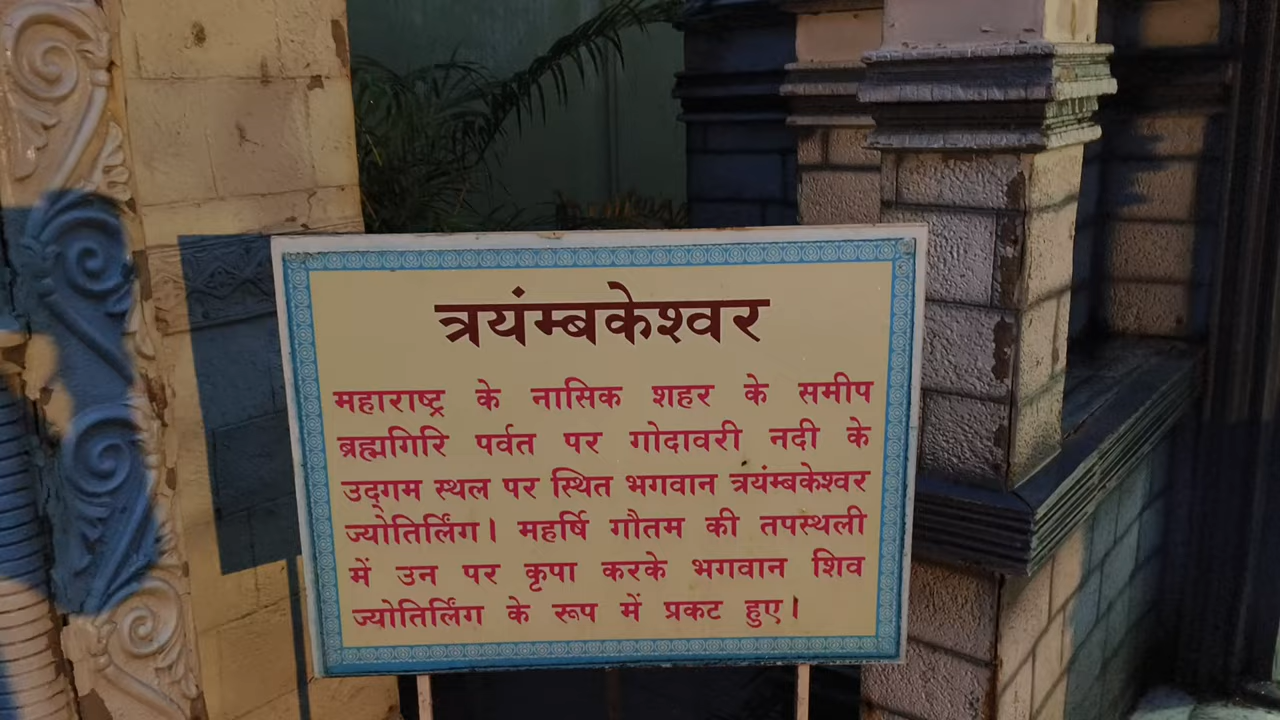 त्रयंम्बकेश्वर
महाराष्ट्र के नासिक शहर के समीप
ब्रह्मगिरि पर्वत पर गोदावरी नदी के
उद्गम स्थल पर स्थित भगवान त्रयंम्बकेश्वर
ज्योतिर्लिंग। महर्षि गौतम की तपस्थली
में उन पर कृपा करके भगवान शिव
ज्योतिर्लिंग के रूप में प्रकट हुए।